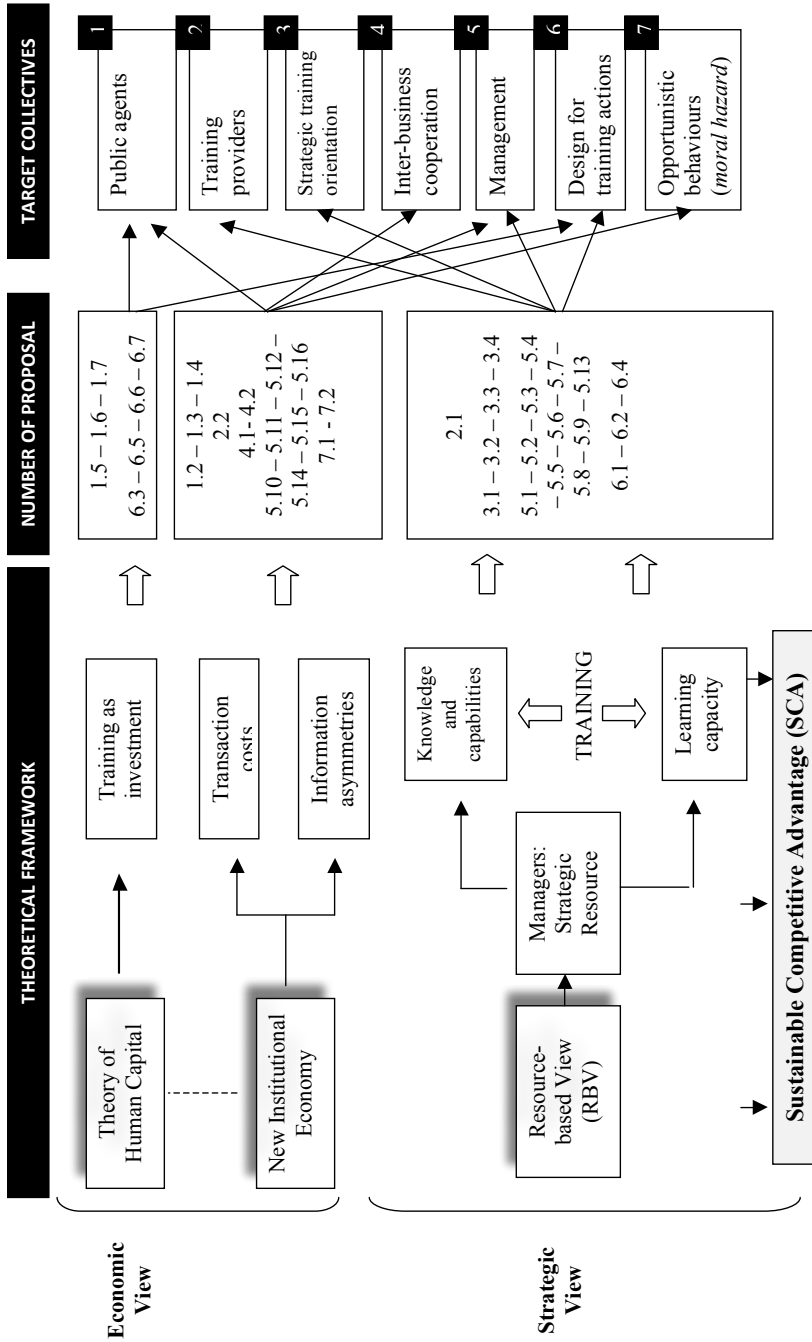 THEORETICAL FRAMEWORK
NUMBER OF PROPOSAL
TARGET COLLECTIVES
Economic
View
Theory of
Human Capital
New Institutional
Economy
Training as
investment
Transaction
costs
Information
asymmetries
1.5 – 1.6 – 1.7
6.3 – 6.5 – 6.6 – 6.7
1.2 – 1.3 – 1.4
2.2
4.1 - 4.2
5.10 – 5.11 – 5.12 –
5.14 – 5.15 – 5.16
7.1 - 7.2
Strategic
View
Resource-
based View
(RBV)
Managers:
Strategic
Resource
Knowledge
and
capabilities
TRAINING
Learning
capacity
2.1
3.1 – 3.2 – 3.3 – 3.4
5.1 – 5.2 – 5.3 – 5.4
– 5.5 – 5.6 – 5.7 –
5.8 – 5.9 – 5.13
6.1 – 6.2 – 6.4
Sustainable Competitive Advantage (SCA)
1
Public agents
2
Training
providers
3
Strategic training
orientation
4
Inter-business
cooperation
5
Management
6
Design for
training actions
7
Opportunistic
behaviours
(moral hazard)